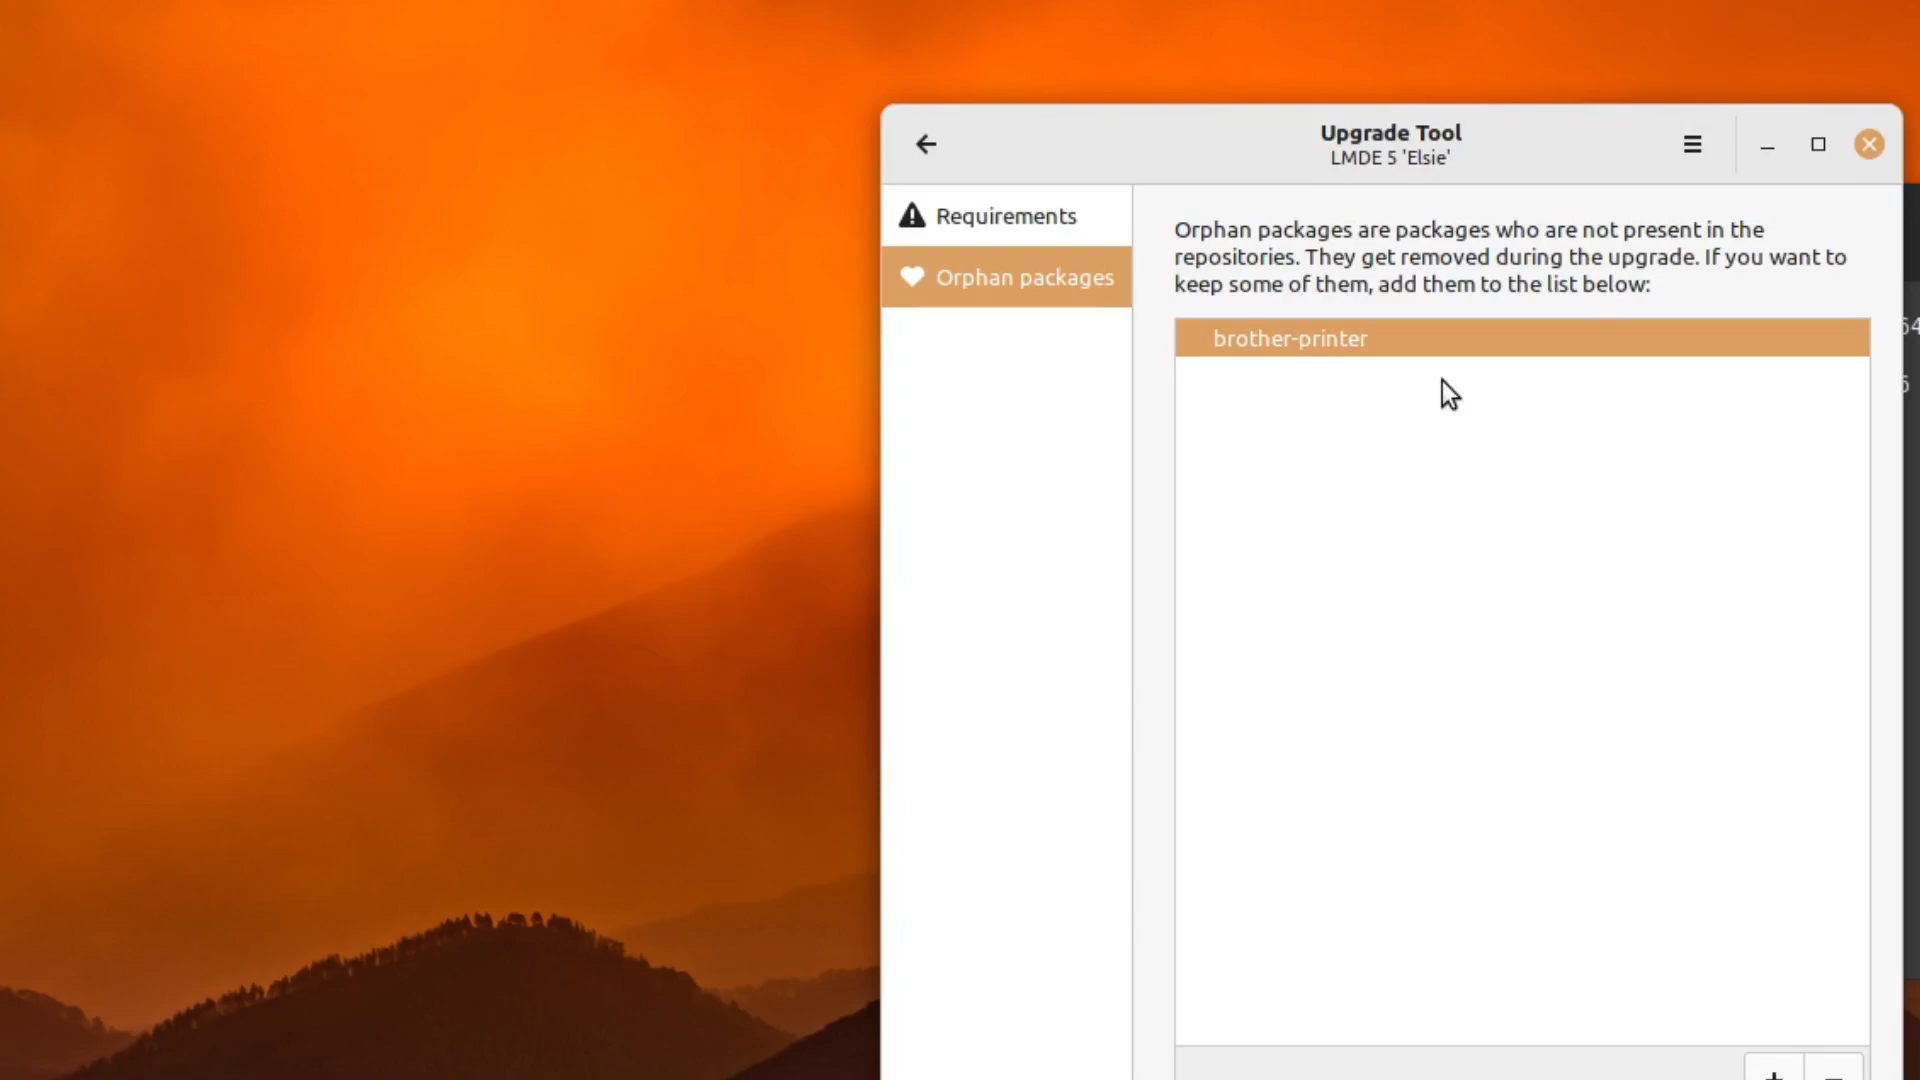 Upgrade Tool
LMDE 5 'Elsie'
Requirements
Orphan packages
Orphan packages are packages who are not present in the
repositories. They get removed during the upgrade. If you want to
keep some of them, add them to the list below:
brother-printer